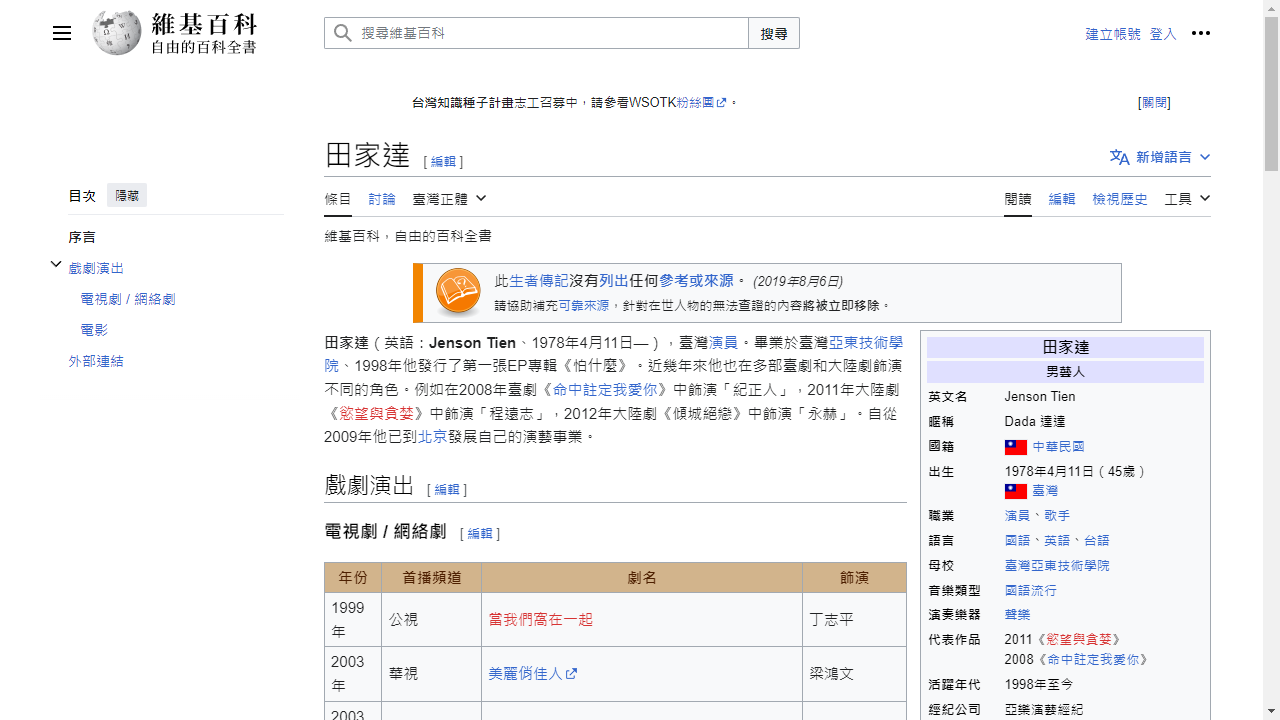 維基百科
自由的百科全書
搜尋維基百科
搜尋
建立帳號 登入
台灣知識種子計畫志工召募中，請參看WSOTK粉絲團。
[關閉]
田家達 [編輯]
新增語言
目次 隱藏
序言
戲劇演出
電視劇 / 網絡劇
電影
外部連結
條目 討論 臺灣正體
閱讀 編輯 檢視歷史 工具
維基百科，自由的百科全書
此生者傳記沒有列出任何參考或來源。 (2019年8月6日)
請協助補充可靠來源，針對在世人物的無法查證的內容將被立即移除。
田家達（英語：Jenson Tien、1978年4月11日—），臺灣演員。畢業於臺灣亞東技術學
院、1998年他發行了第一張EP專輯《怕什麼》。近幾年來他也在多部臺劇和大陸劇飾演
不同的角色。例如在2008年臺劇《命中註定我愛你》中飾演「紀正人」，2011年大陸劇
《慾望與貪婪》中飾演「程遠志」，2012年大陸劇《傾城絕戀》中飾演「永赫」。自從
2009年他已到北京發展自己的演藝事業。
戲劇演出 [編輯]
電視劇 / 網絡劇 [編輯]
年份 首播頻道 劇名 飾演
1999年 公視 當我們窩在一起 丁志平
2003年 華視 美麗俏佳人 梁鴻文
2003
田家達
男藝人
英文名 Jenson Tien
暱稱 Dada 達達
國籍 中華民國
出生 1978年4月11日（45歲）
臺灣
職業 演員、歌手
語言 國語、英語、台語
母校 臺灣亞東技術學院
音樂類型 國語流行
演奏樂器 聲樂
代表作品 2011《慾望與貪婪》
2008《命中註定我愛你》
活躍年代 1998年至今
經紀公司 亞樂演藝經紀